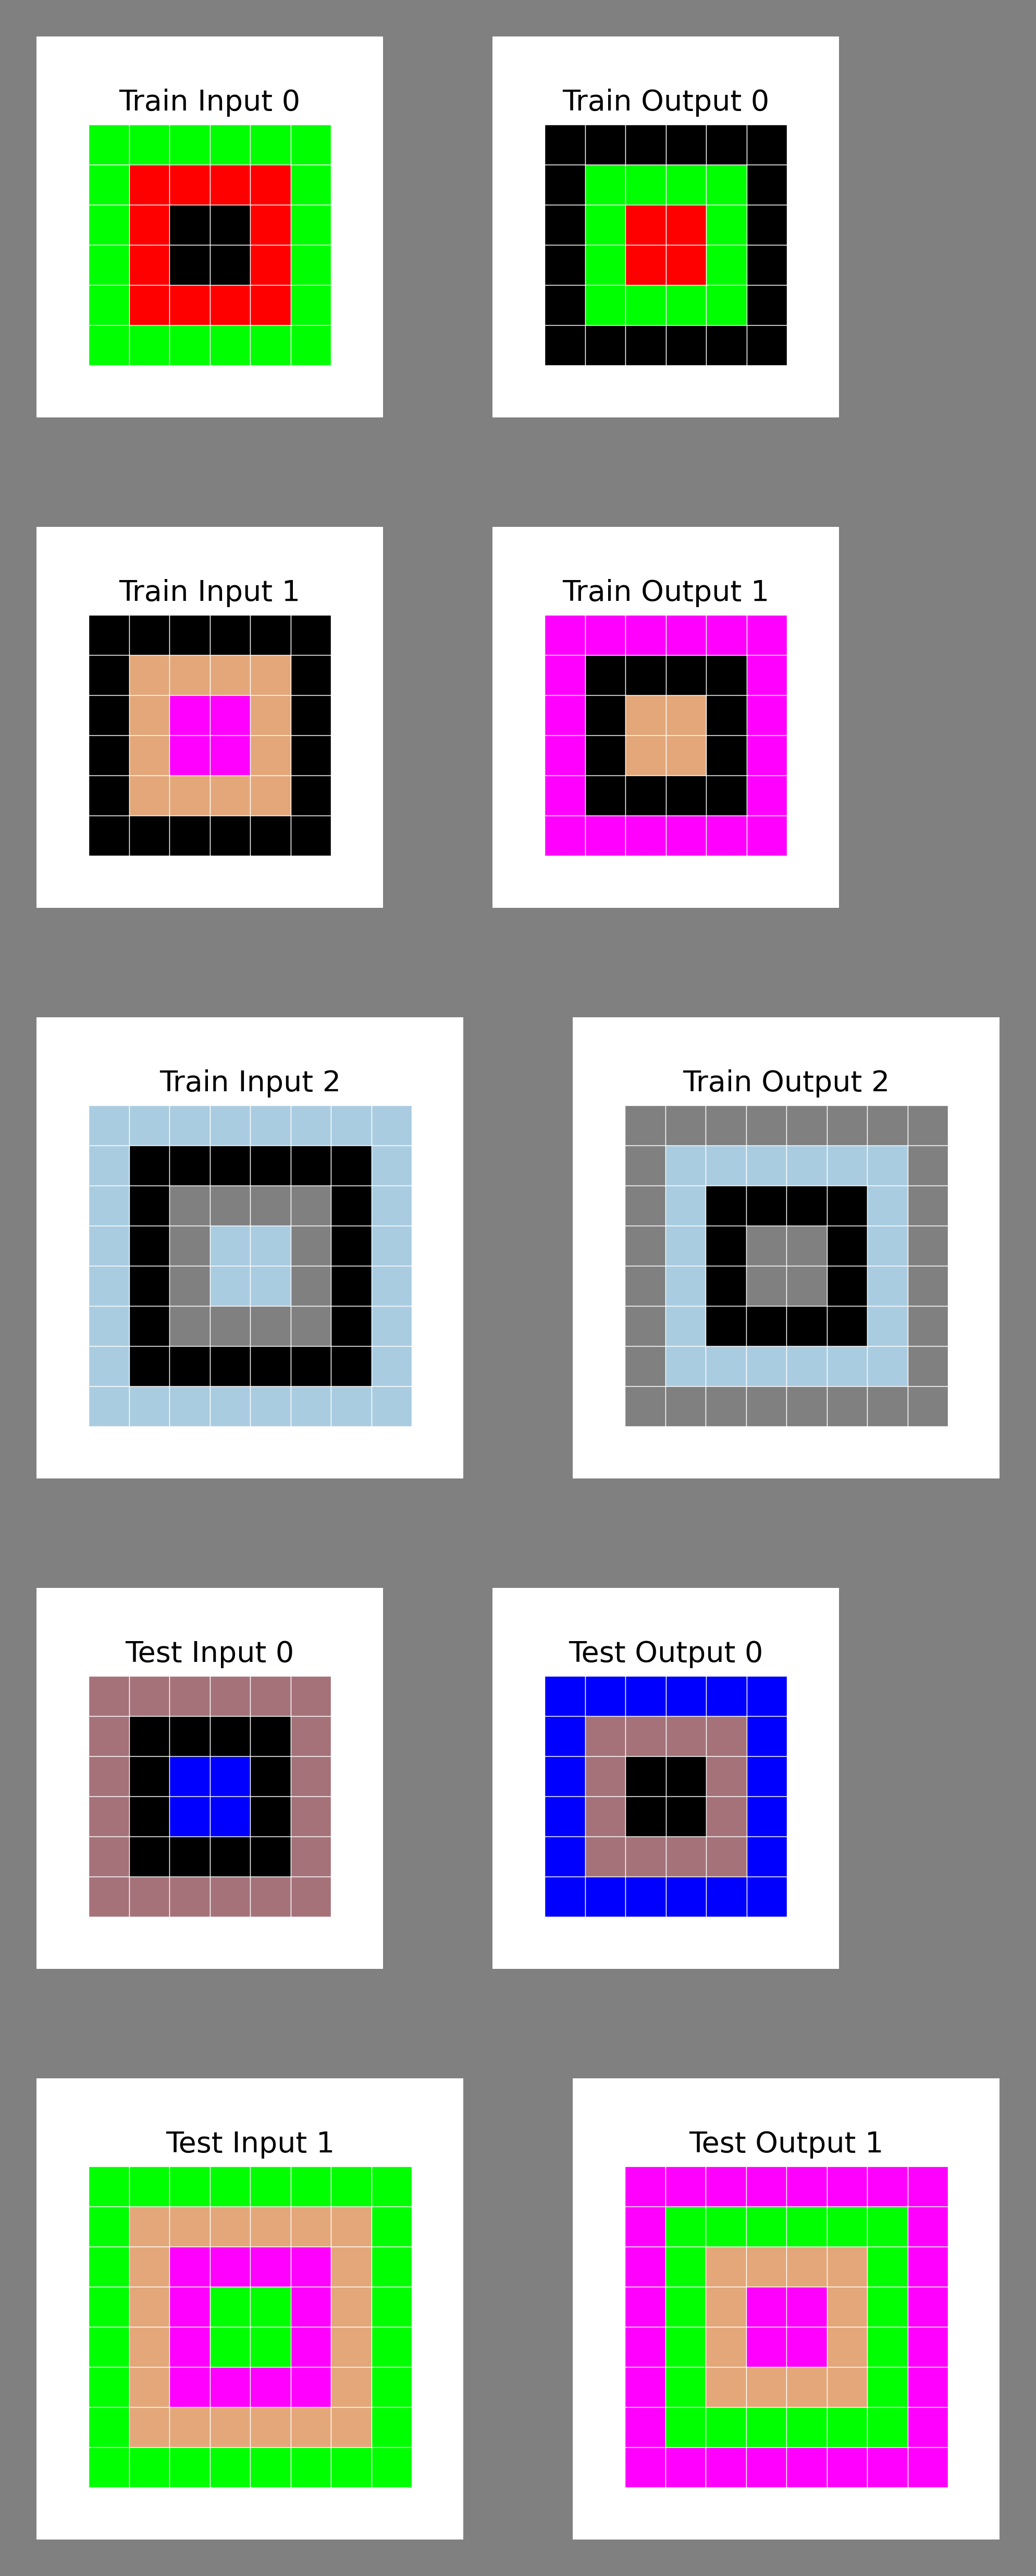 Train Input 0
Train Output 0
Train Input 1
Train Output 1
Train Input 2
Train Output 2
Test Input 0
Test Output 0
Test Input 1
Test Output 1